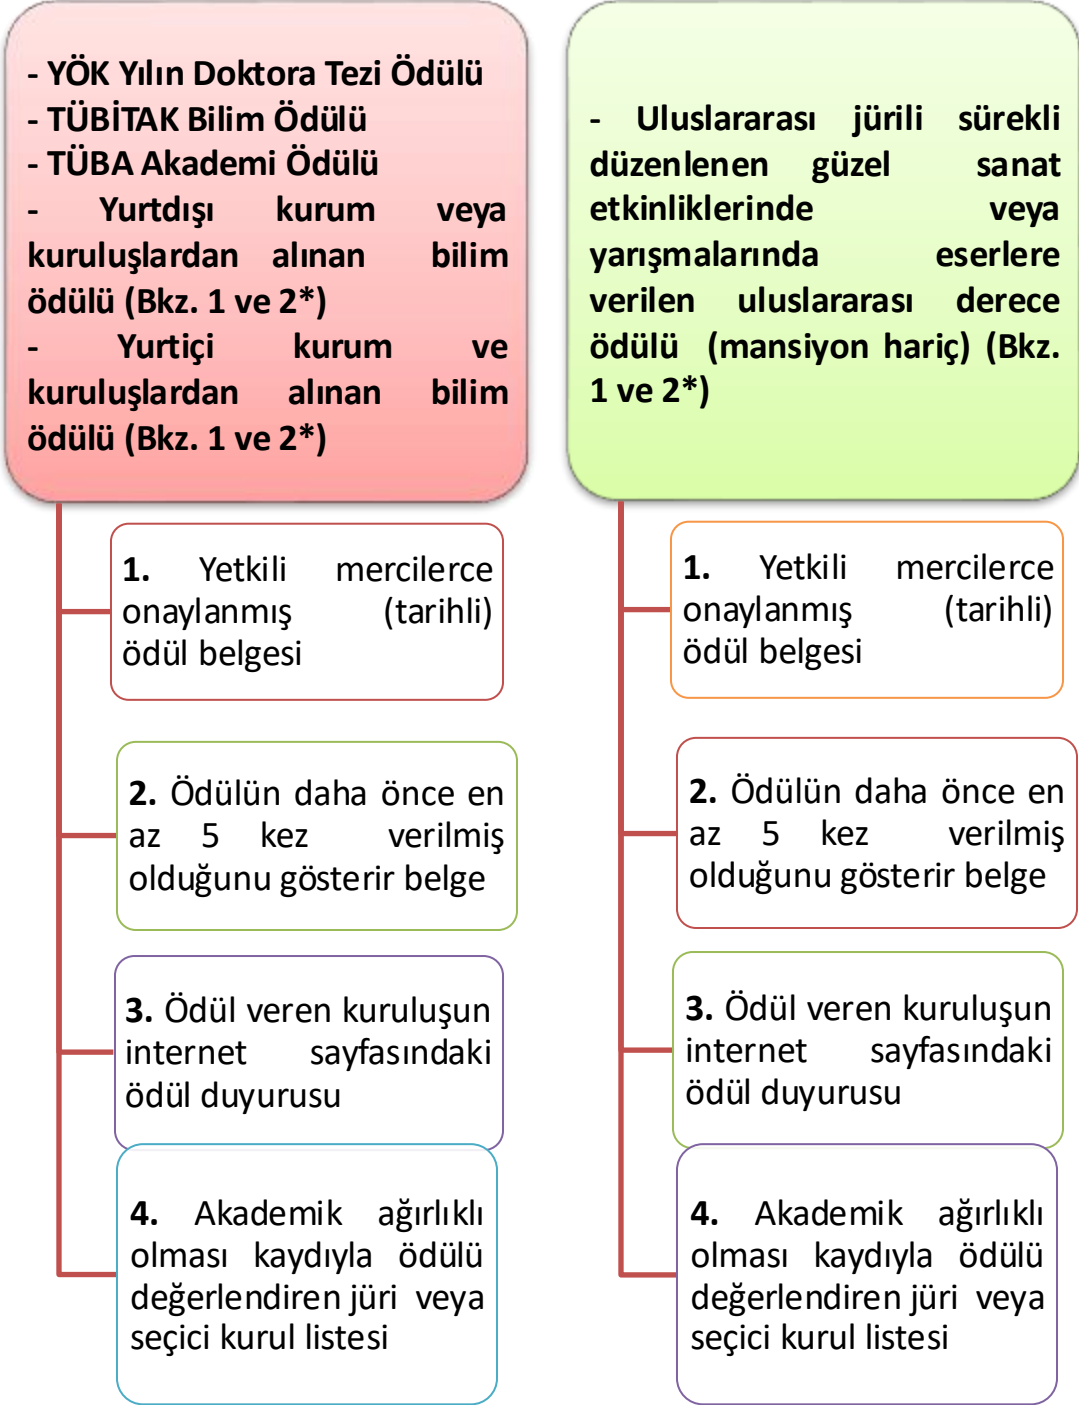 - YÖK Yılın Doktora Tezi Ödülü
- TÜBİTAK Bilim Ödülü
- TÜBA Akademi Ödülü
- Yurtdışı kurum veya
kuruluşlardan alınan bilim
ödülü (Bkz. 1 ve 2*)
- Yurtiçi kurum ve
kuruluşlardan alınan bilim
ödülü (Bkz. 1 ve 2*)
1. Yetkili mercilerce
onaylanmış (tarihli)
ödül belgesi
2. Ödülün daha önce en
az 5 kez verilmiş
olduğunu gösterir belge
3. Ödül veren kuruluşun
internet sayfasındaki
ödül duyurusu
4. Akademik ağırlıklı
olması kaydıyla ödülü
değerlendiren jüri veya
seçici kurul listesi
- Uluslararası jürili sürekli
düzenlenen güzel sanat
etkinliklerinde veya
yarışmalarında eserlere
verilen uluslararası derece
ödülü (mansiyon hariç) (Bkz.
1 ve 2*)
1. Yetkili mercilerce
onaylanmış (tarihli)
ödül belgesi
2. Ödülün daha önce en
az 5 kez verilmiş
olduğunu gösterir belge
3. Ödül veren kuruluşun
internet sayfasındaki
ödül duyurusu
4. Akademik ağırlıklı
olması kaydıyla ödülü
değerlendiren jüri veya
seçici kurul listesi